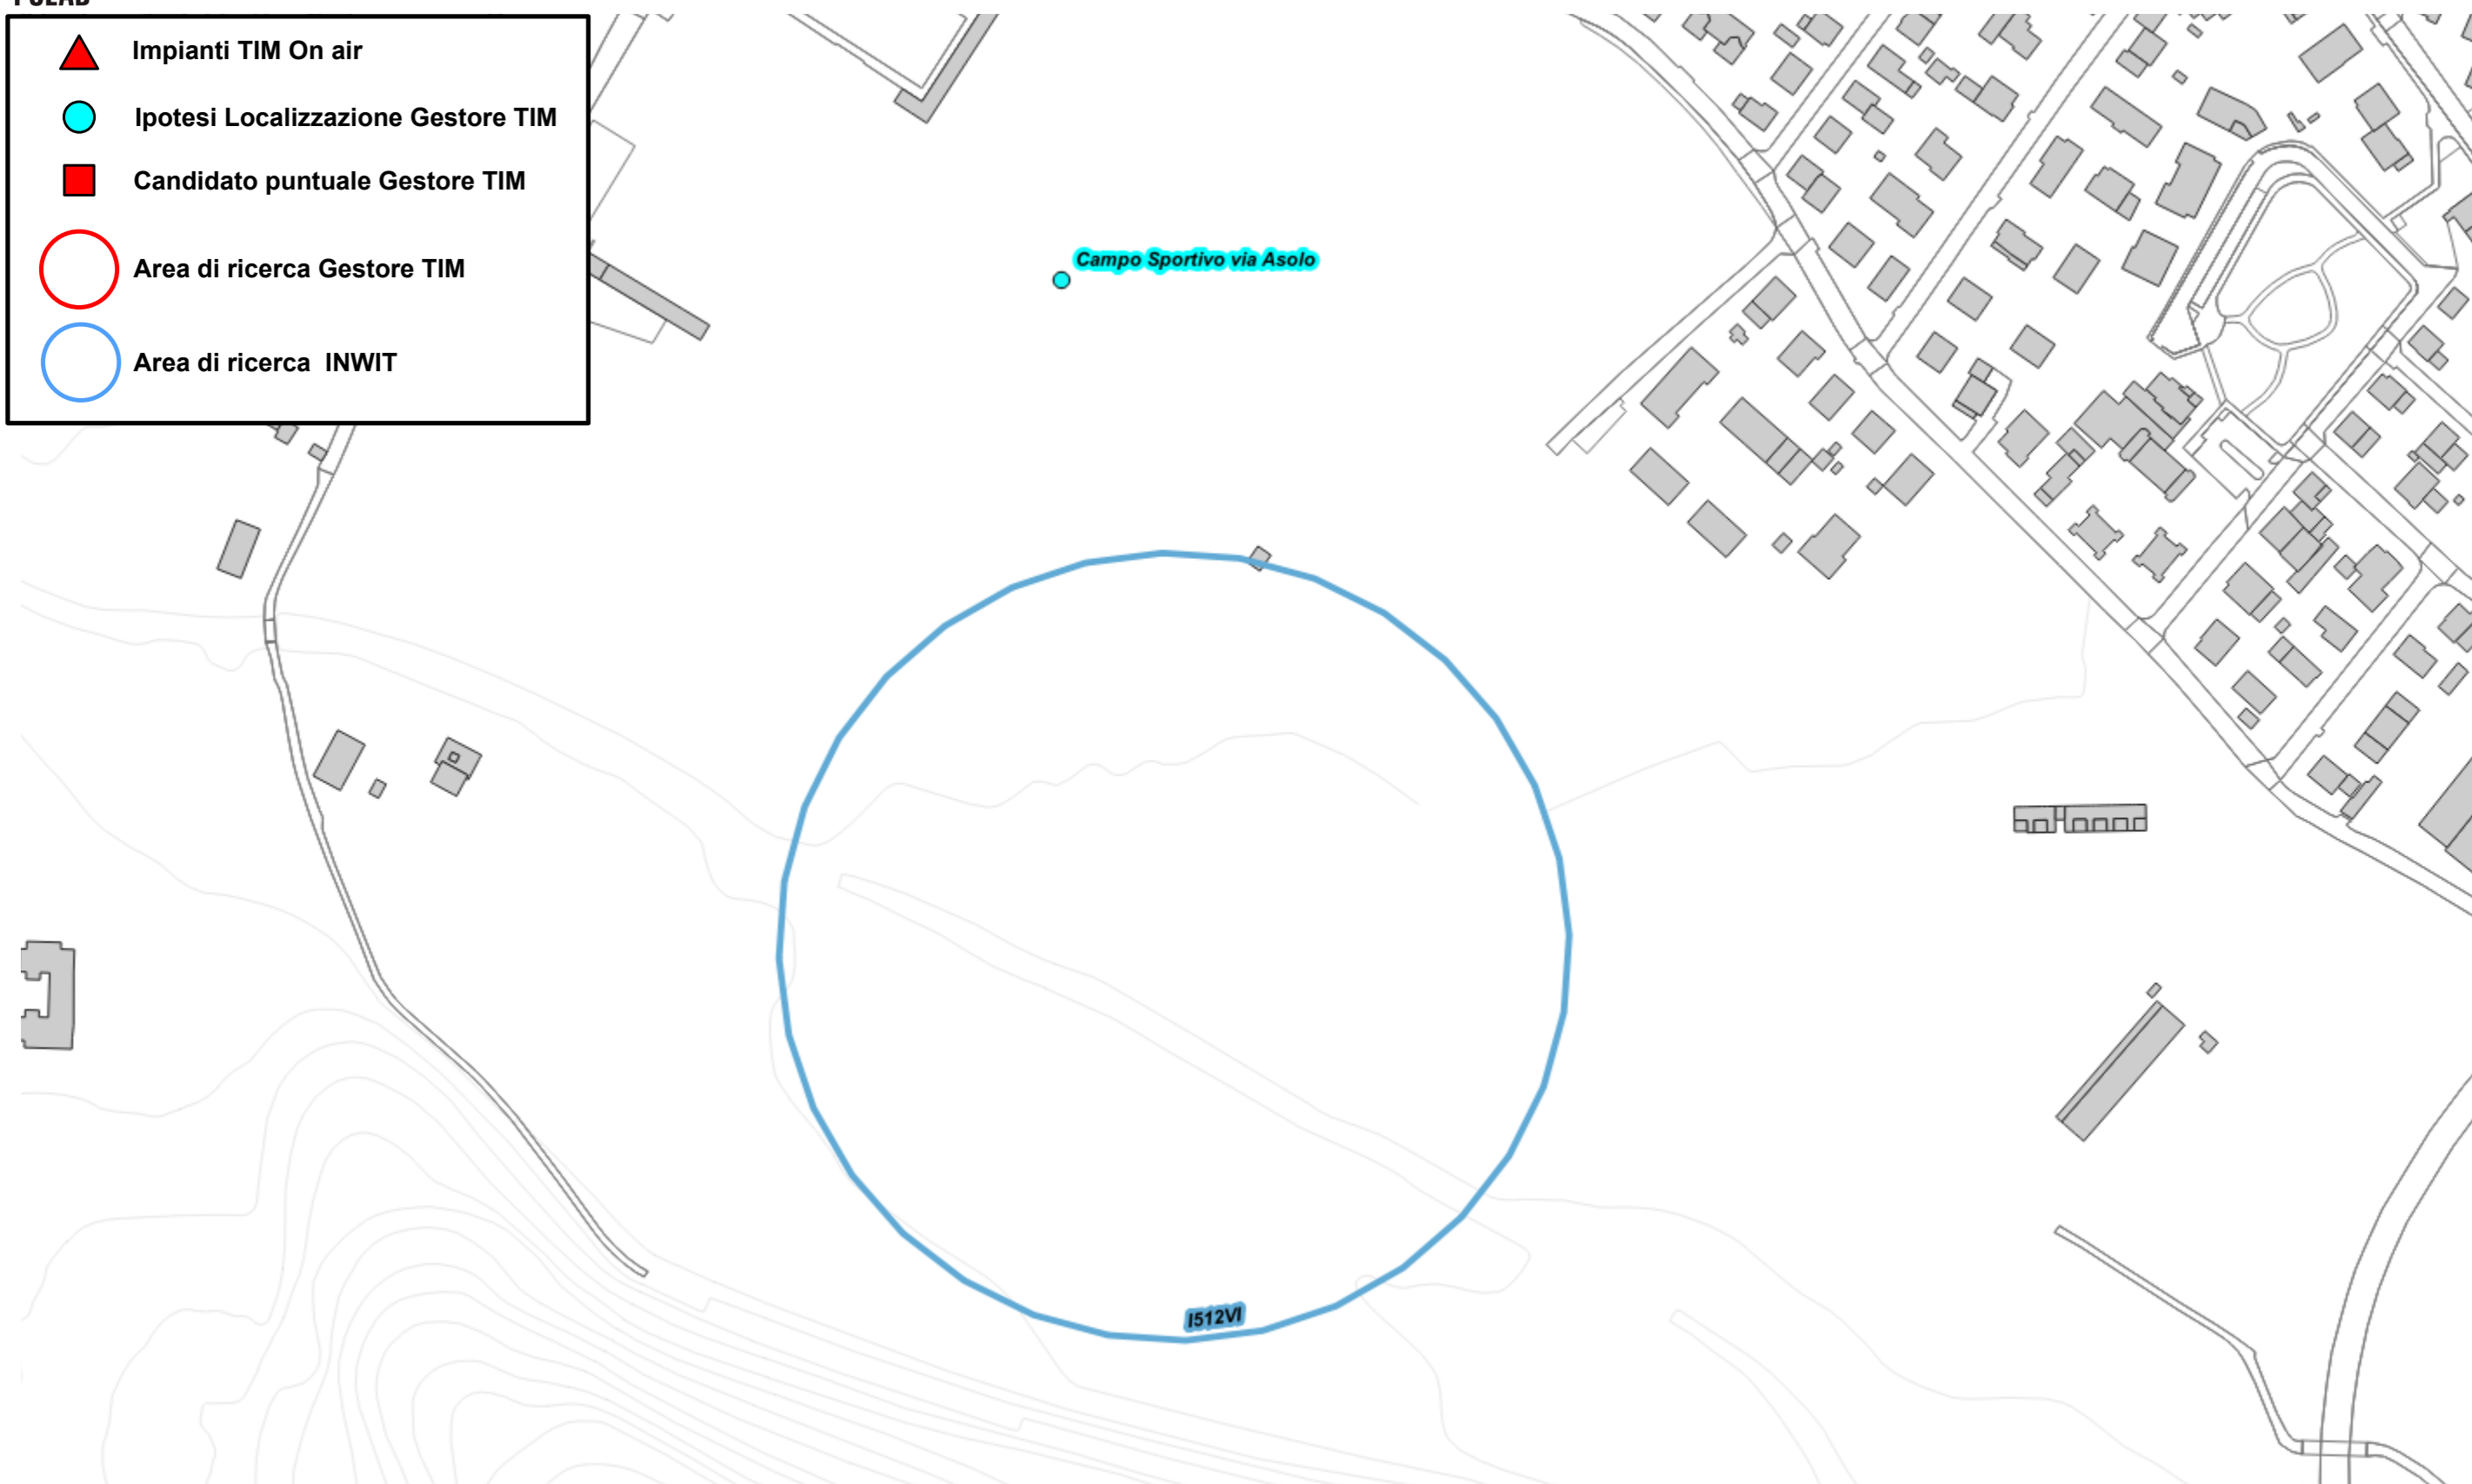 Impianti TIM On air
Ipotesi Localizzazione Gestore TIM
Candidato puntuale Gestore TIM
Area di ricerca Gestore TIM
Area di ricerca INWIT
Campo Sportivo via Asolo
I512VI